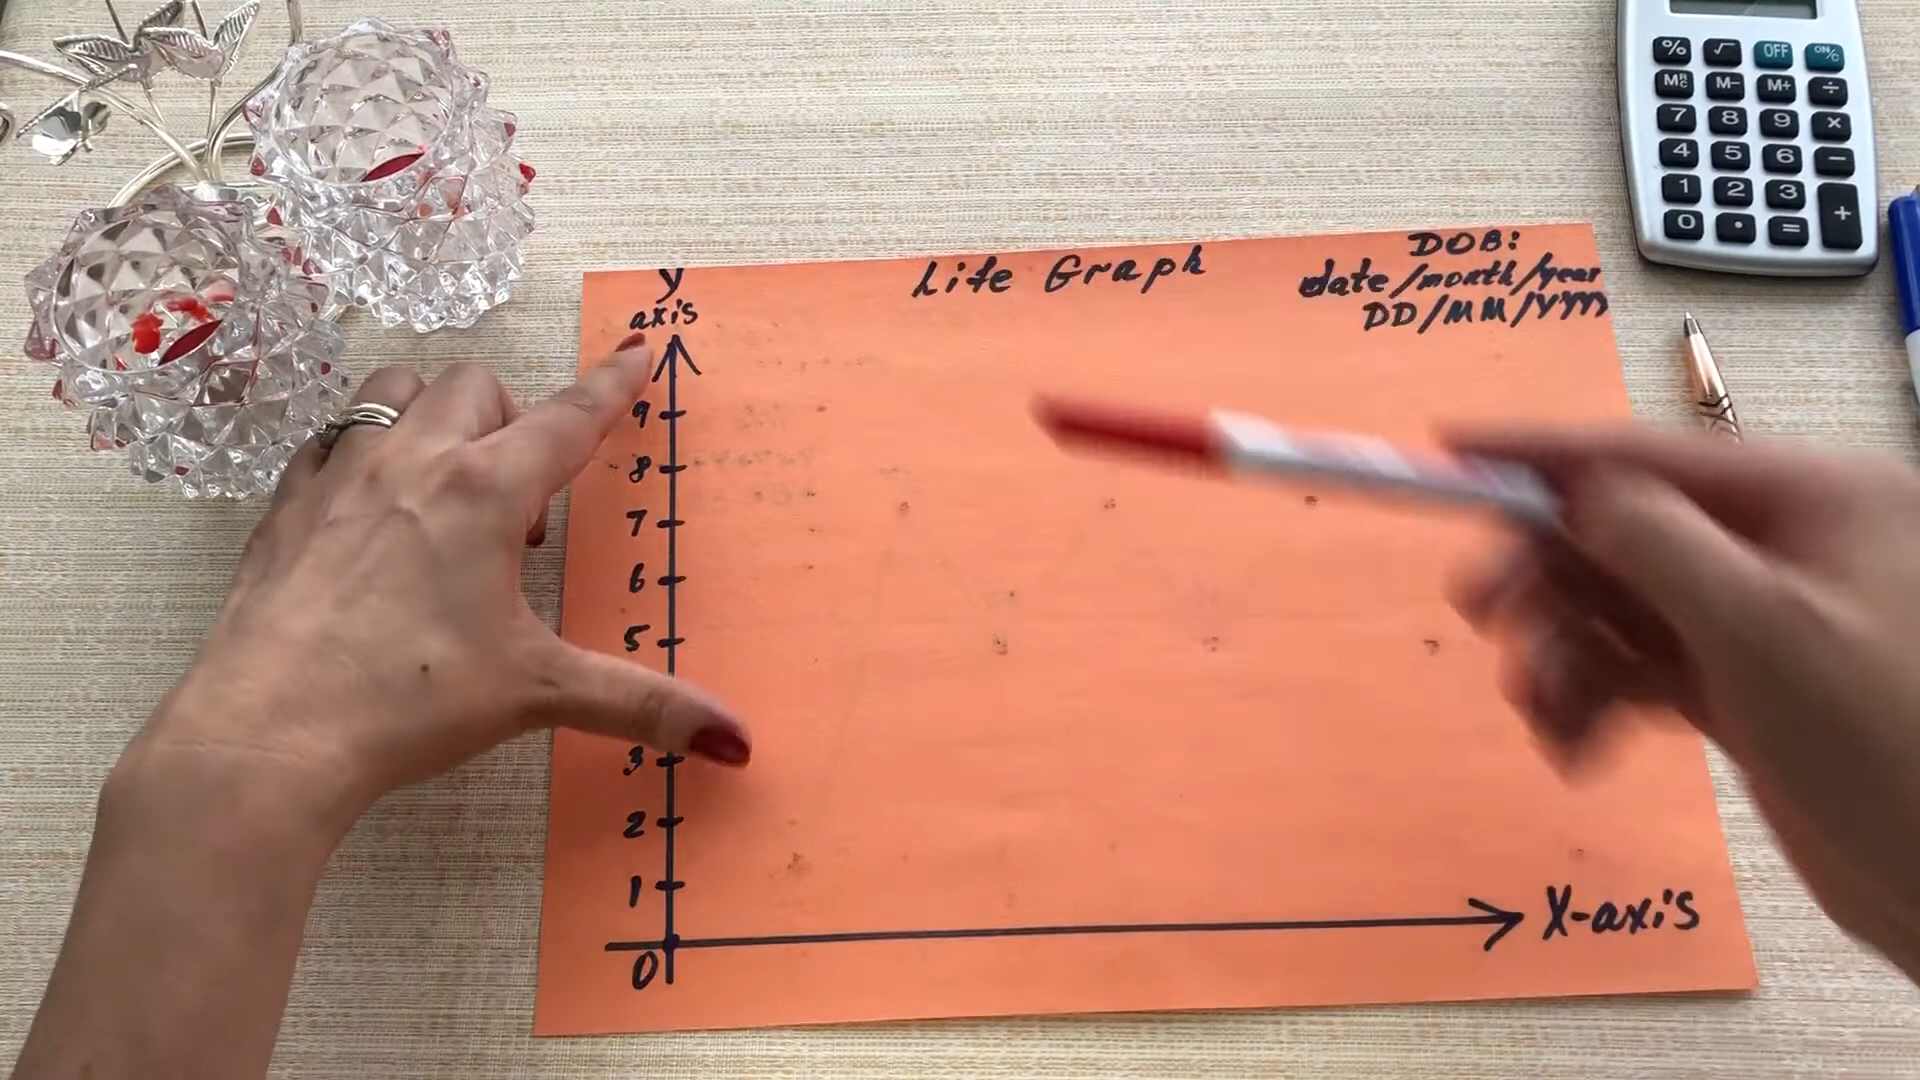 Life Graph
DOB:
date/month/year
DD/MM/YYYY
y
axis
9
8
7
6
5
3
2
1
0
X-axis
% √ OFF ON/C
MRC M- M+ ÷
7 8 9 ×
4 5 6 −
1 2 3 +
0 • =